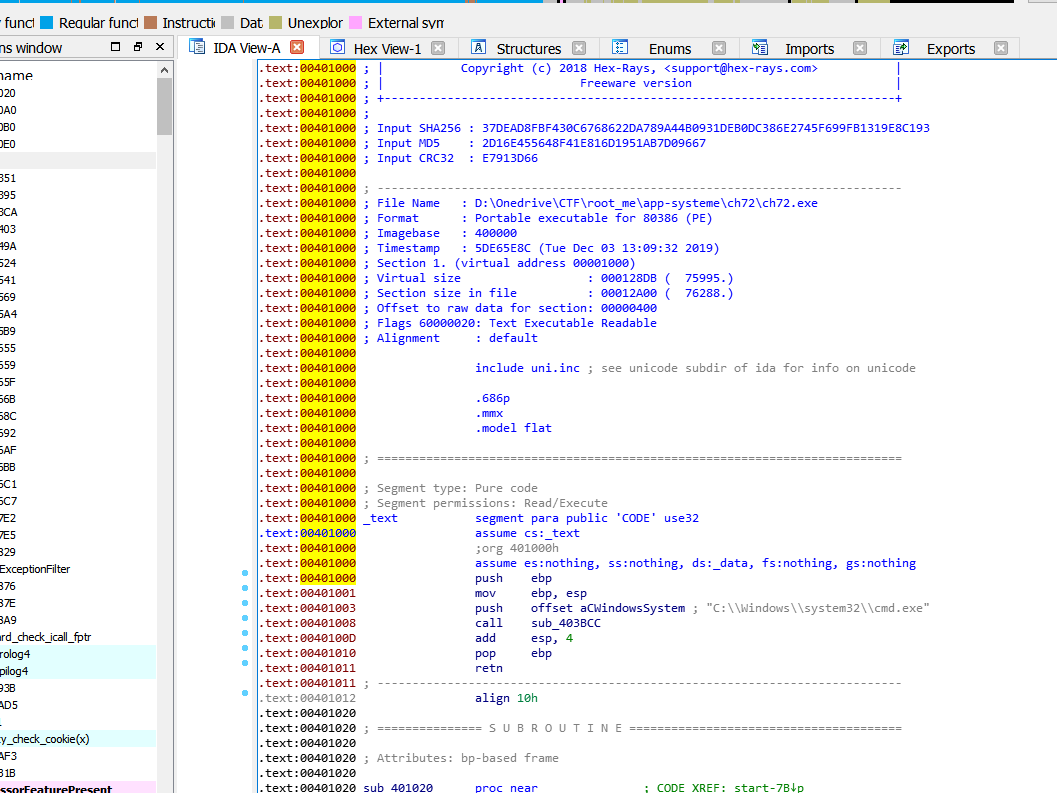 funct Regular funct Instructi Dat Unexplor External sym
ns window
IDA View-A Hex View-1 Structures Enums Imports Exports
name
020
0A0
0B0
0E0
351
395
3CA
403
49A
524
541
569
5A4
5B9
555
559
55F
56B
58C
592
5AF
5BB
5C1
5C7
7E2
7E5
329
ExceptionFilter
376
37E
3A9
ard_check_icall_fptr
rolog4
pilog4
93B
AD5
ty_check_cookie(x)
AF3
31B
essorFeaturePresent
.text:00401000 ; | Copyright (c) 2018 Hex-Rays, <support@hex-rays.com> |
.text:00401000 ; | Freeware version |
.text:00401000 ; +-------------------------------------------------------------------------+
.text:00401000 ;
.text:00401000 ; Input SHA256 : 37DEAD8FBF430C6768622DA789A44B0931DEB0DC386E2745F699FB1319E8C193
.text:00401000 ; Input MD5 : 2D16E455648F41E816D1951AB7D09667
.text:00401000 ; Input CRC32 : E7913D66
.text:00401000
.text:00401000 ; ---------------------------------------------------------------------------
.text:00401000 ; File Name : D:\Onedrive\CTF\root_me\app-systeme\ch72\ch72.exe
.text:00401000 ; Format : Portable executable for 80386 (PE)
.text:00401000 ; Imagebase : 400000
.text:00401000 ; Timestamp : 5DE65E8C (Tue Dec 03 13:09:32 2019)
.text:00401000 ; Section 1. (virtual address 00001000)
.text:00401000 ; Virtual size : 000128DB ( 75995.)
.text:00401000 ; Section size in file : 00012A00 ( 76288.)
.text:00401000 ; Offset to raw data for section: 00000400
.text:00401000 ; Flags 60000020: Text Executable Readable
.text:00401000 ; Alignment : default
.text:00401000
.text:00401000 include uni.inc ; see unicode subdir of ida for info on unicode
.text:00401000
.text:00401000 .686p
.text:00401000 .mmx
.text:00401000 .model flat
.text:00401000
.text:00401000 ; ===========================================================================
.text:00401000
.text:00401000 ; Segment type: Pure code
.text:00401000 ; Segment permissions: Read/Execute
.text:00401000 _text segment para public 'CODE' use32
.text:00401000 assume cs:_text
.text:00401000 ;org 401000h
.text:00401000 assume es:nothing, ss:nothing, ds:_data, fs:nothing, gs:nothing
.text:00401000 push ebp
.text:00401001 mov ebp, esp
.text:00401003 push offset aCWindowsSystem ; "C:\\Windows\\system32\\cmd.exe"
.text:00401008 call sub_403BCC
.text:0040100D add esp, 4
.text:00401010 pop ebp
.text:00401011 retn
.text:00401011 ; ---------------------------------------------------------------------------
.text:00401012 align 10h
.text:00401020
.text:00401020 ; =============== S U B R O U T I N E =======================================
.text:00401020
.text:00401020 ; Attributes: bp-based frame
.text:00401020
.text:00401020 sub_401020 proc near ; CODE XREF: start-7B↓p